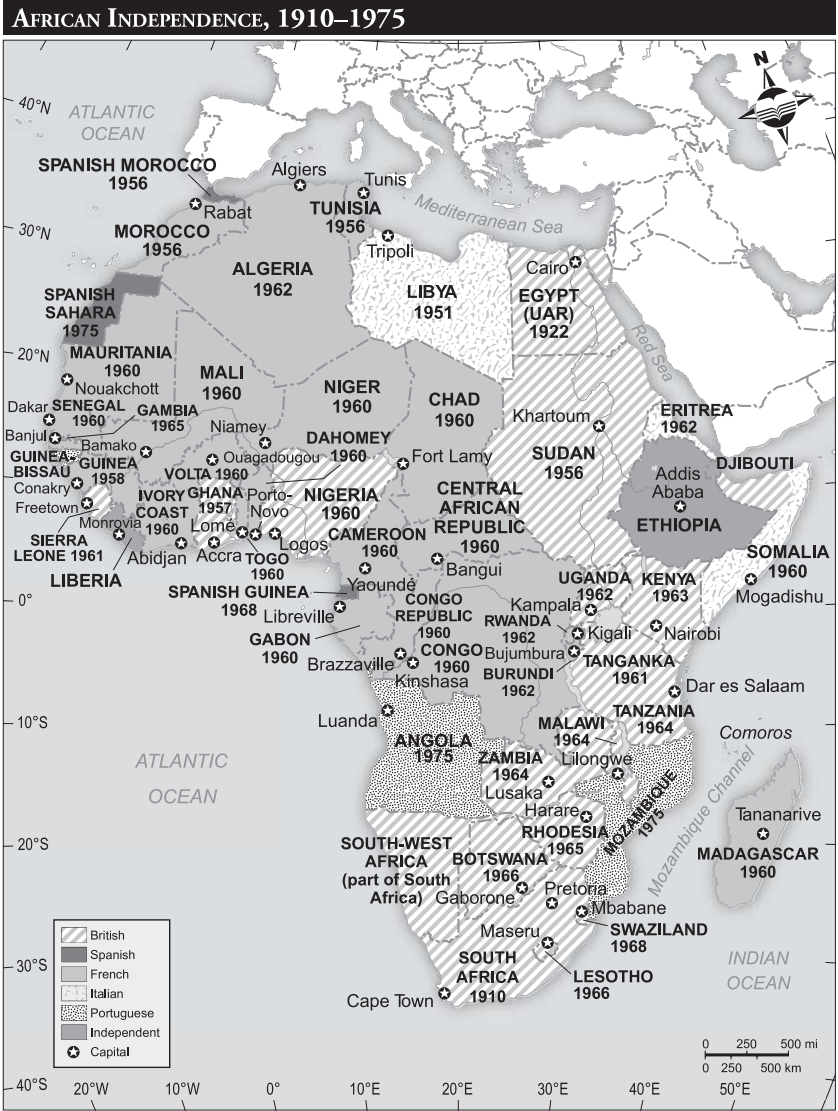 AFRICAN INDEPENDENCE, 1910–1975
N
40°N
ATLANTIC
OCEAN
SPANISH MOROCCO
1956
Algiers
Tunis
Rabat
TUNISIA
1956
Mediterranean Sea
30°N
MOROCCO
1956
Tripoli
ALGERIA
1962
Cairo
LIBYA
1951
EGYPT
(UAR)
1922
SPANISH
SAHARA
1975
Red Sea
20°N
MAURITANIA
1960
Nouakchott
MALI
1960
NIGER
1960
CHAD
1960
Dakar
SENEGAL
1960
GAMBIA
1965
Khartoum
ERITREA
1962
Banjul
Bamako
Niamey
DAHOMEY
1960
GUINEA
BISSAU
GUINEA
1958
Ouagadougou
Fort Lamy
SUDAN
1956
DJIBOUTI
VOLTA 1960
Addis
Ababa
Conakry
Freetown
IVORY
COAST
1960
GHANA
1957
Porto-
Novo
NIGERIA
1960
CENTRAL
AFRICAN
REPUBLIC
1960
ETHIOPIA
Monrovia
Lomé
Logos
CAMEROON
1960
SIERRA
LEONE 1961
Abidjan
Accra
TOGO
1960
Bangui
SOMALIA
1960
LIBERIA
Yaoundé
UGANDA
1962
KENYA
1963
Mogadishu
SPANISH GUINEA
1968
0°
Libreville
CONGO
REPUBLIC
1960
Kampala
RWANDA
1962
Kigali
Nairobi
GABON
1960
Brazzaville
CONGO
1960
Kinshasa
Bujumbura
BURUNDI
1962
TANGANKA
1961
Dar es Salaam
10°S
Luanda
TANZANIA
1964
ANGOLA
1975
MALAWI
1964
Comoros
ATLANTIC
OCEAN
ZAMBIA
1964
Lilongwe
Lusaka
MOZAMBIQUE
1975
Mozambique Channel
Harare
RHODESIA
1965
Tananarive
MADAGASCAR
1960
20°S
SOUTH-WEST
AFRICA
(part of South
Africa)
BOTSWANA
1966
Gaborone
Pretoria
Mbabane
SWAZILAND
1968
Maseru
SOUTH
AFRICA
1910
LESOTHO
1966
INDIAN
OCEAN
30°S
Cape Town
British
Spanish
French
Italian
Portuguese
Independent
Capital
0 250 500 mi
0 250 500 km
40°S
20°W
10°W
0°
10°E
20°E
30°E
40°E
50°E